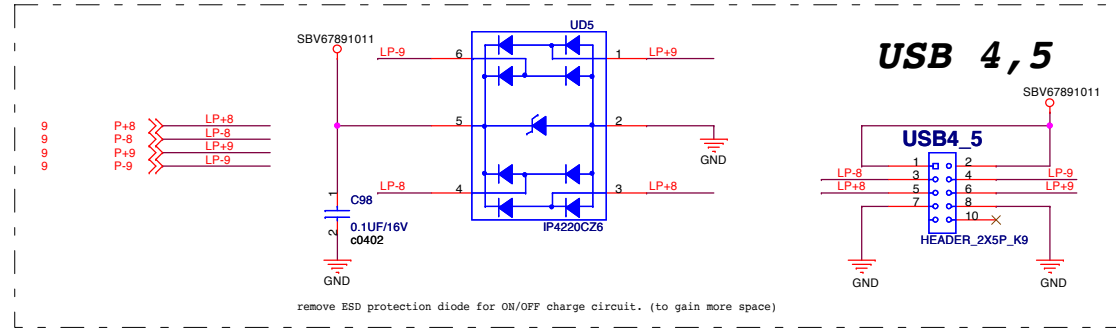 UD5
SBV67891011
LP-9
6
1
LP+9
USB 4,5
SBV67891011
9
P+8
LP+8
9
P-8
LP-8
9
P+9
LP+9
9
P-9
LP-9
5
2
GND
USB4_5
1
2
LP-8
3
4
LP-9
LP+8
5
6
LP+9
7
8
10
HEADER_2X5P_K9
LP-8
4
3
LP+8
1
C98
0.1UF/16V
2
c0402
IP4220CZ6
GND
GND
GND
remove ESD protection diode for ON/OFF charge circuit. (to gain more space)